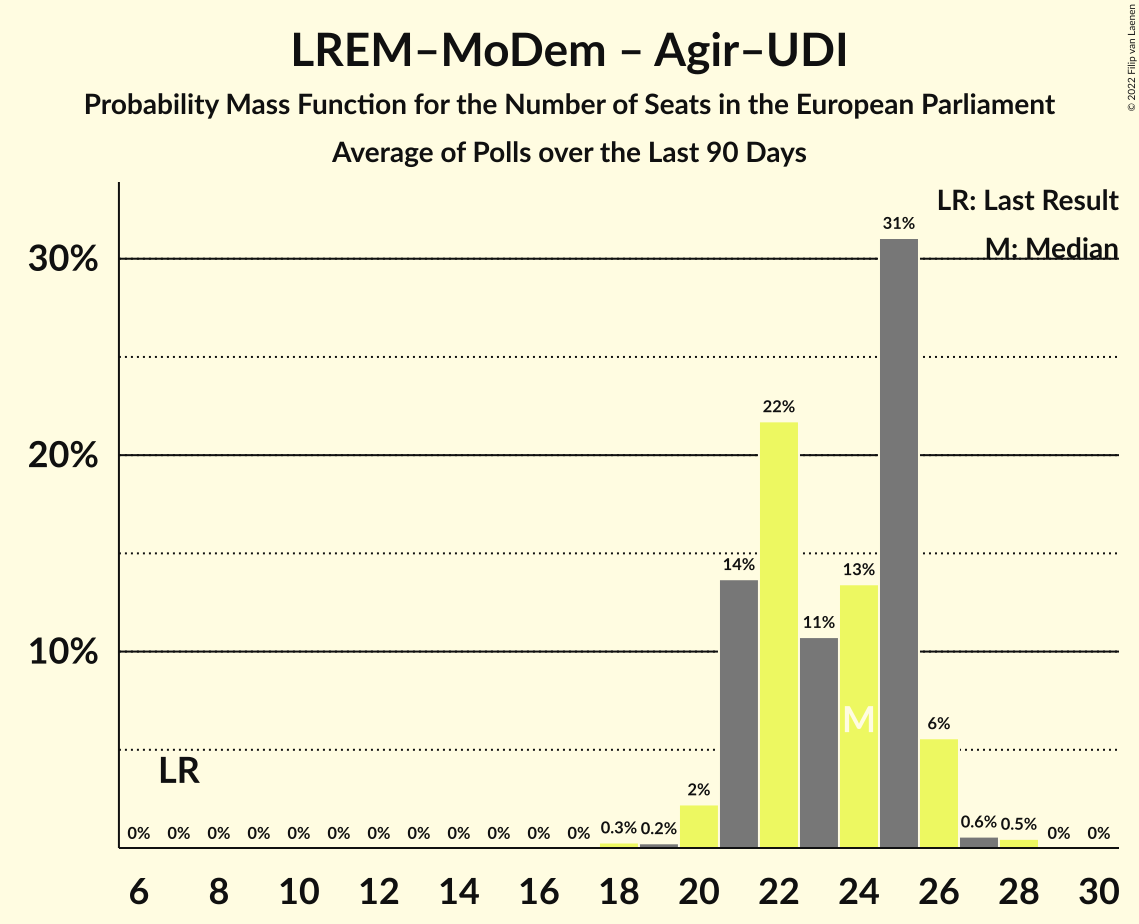 LREM–MoDem – Agir–UDI
Probability Mass Function for the Number of Seats in the European Parliament
Average of Polls over the Last 90 Days
© 2022 Filip van Laenen
LR: Last Result
M: Median
30%
20%
10%
31%
22%
14%
13%
11%
M
6%
LR
2%
0% 0% 0% 0% 0% 0% 0% 0% 0% 0% 0% 0% 0.3% 0.2% 0.6% 0.5% 0% 0%
6 8 10 12 14 16 18 20 22 24 26 28 30